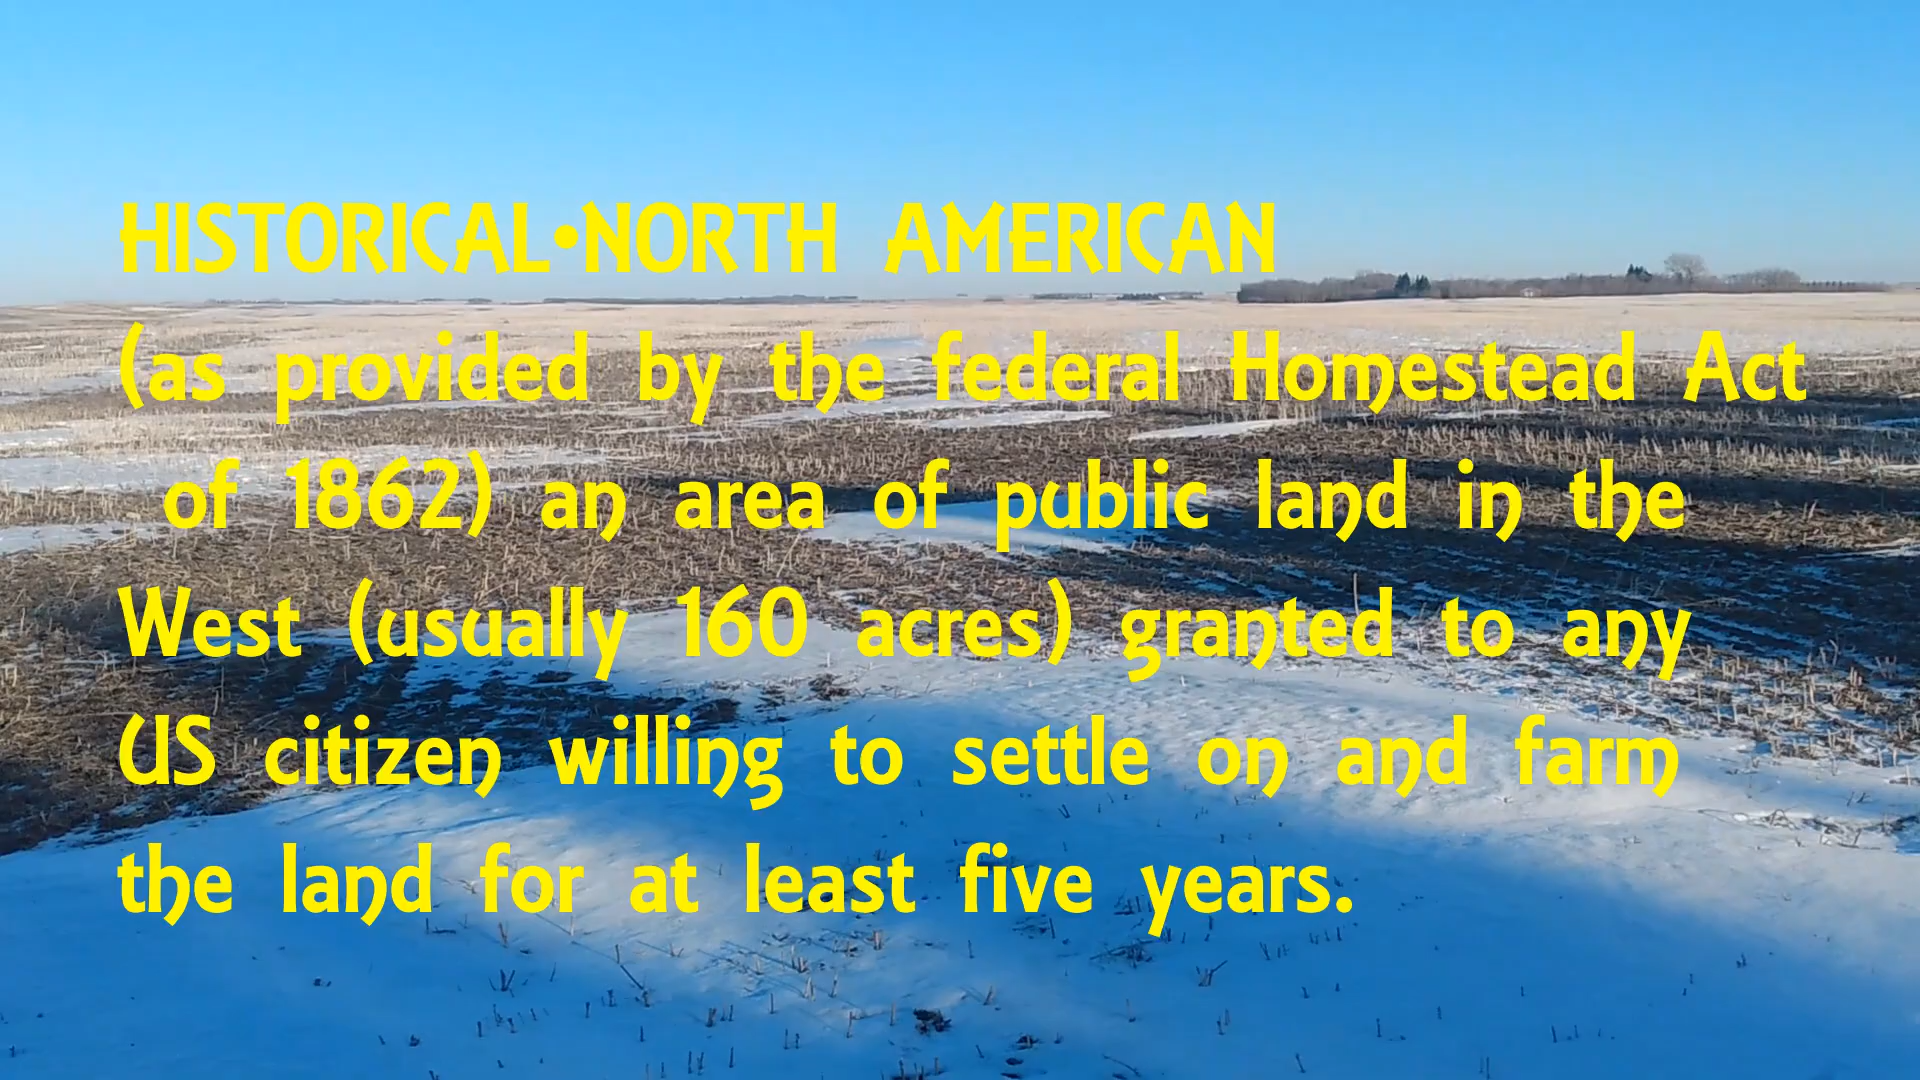 HISTORICAL•NORTH AMERICAN
(as provided by the federal Homestead Act
of 1862) an area of public land in the
West (usually 160 acres) granted to any
US citizen willing to settle on and farm
the land for at least five years.